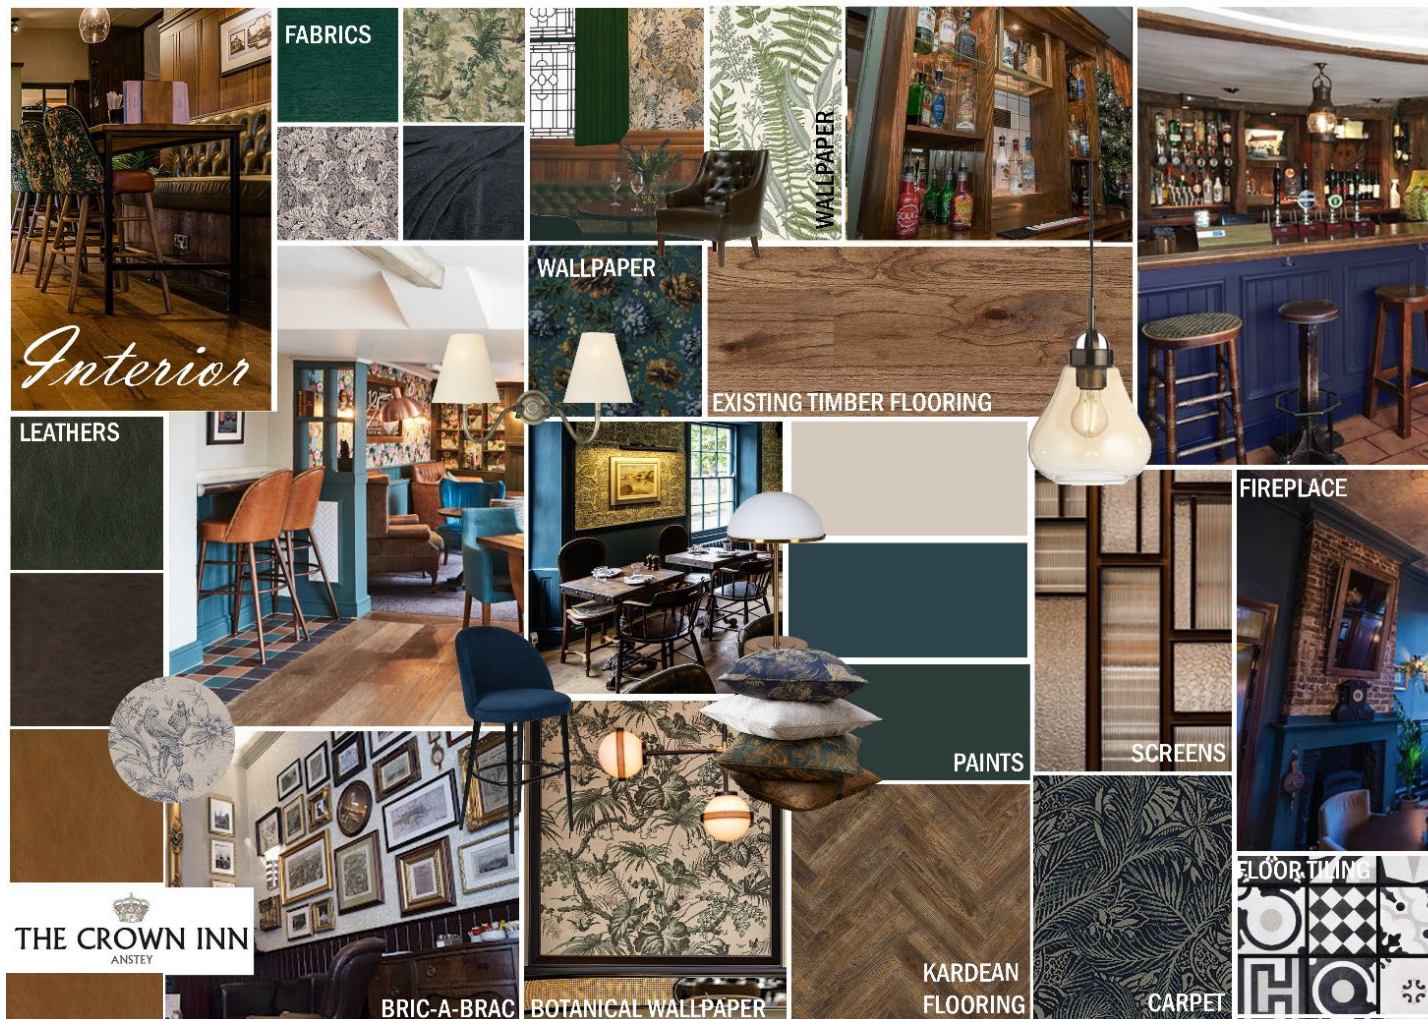 FABRICS
WALLPAPER
Interior
WALLPAPER
EXISTING TIMBER FLOORING
LEATHERS
FIREPLACE
PAINTS
SCREENS
FLOOR TILING
THE CROWN INN
ANSTEY
BRIC-A-BRAC
BOTANICAL WALLPAPER
KARDEAN
FLOORING
CARPET